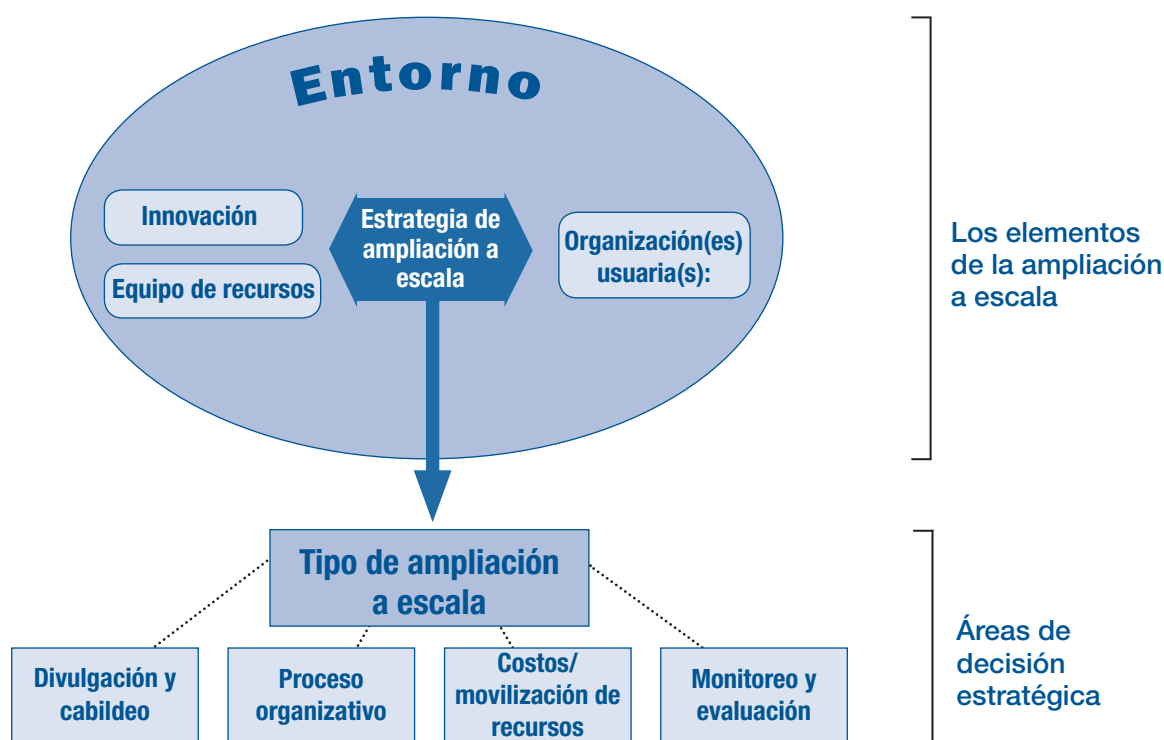 Entorno
Innovación
Equipo de recursos
Estrategia de
ampliación a
escala
Organización(es)
usuaria(s):
Los elementos
de la ampliación
a escala
Tipo de ampliación
a escala
Divulgación y
cabildeo
Proceso
organizativo
Costos/
movilización de
recursos
Monitoreo y
evaluación
Áreas de
decisión
estratégica